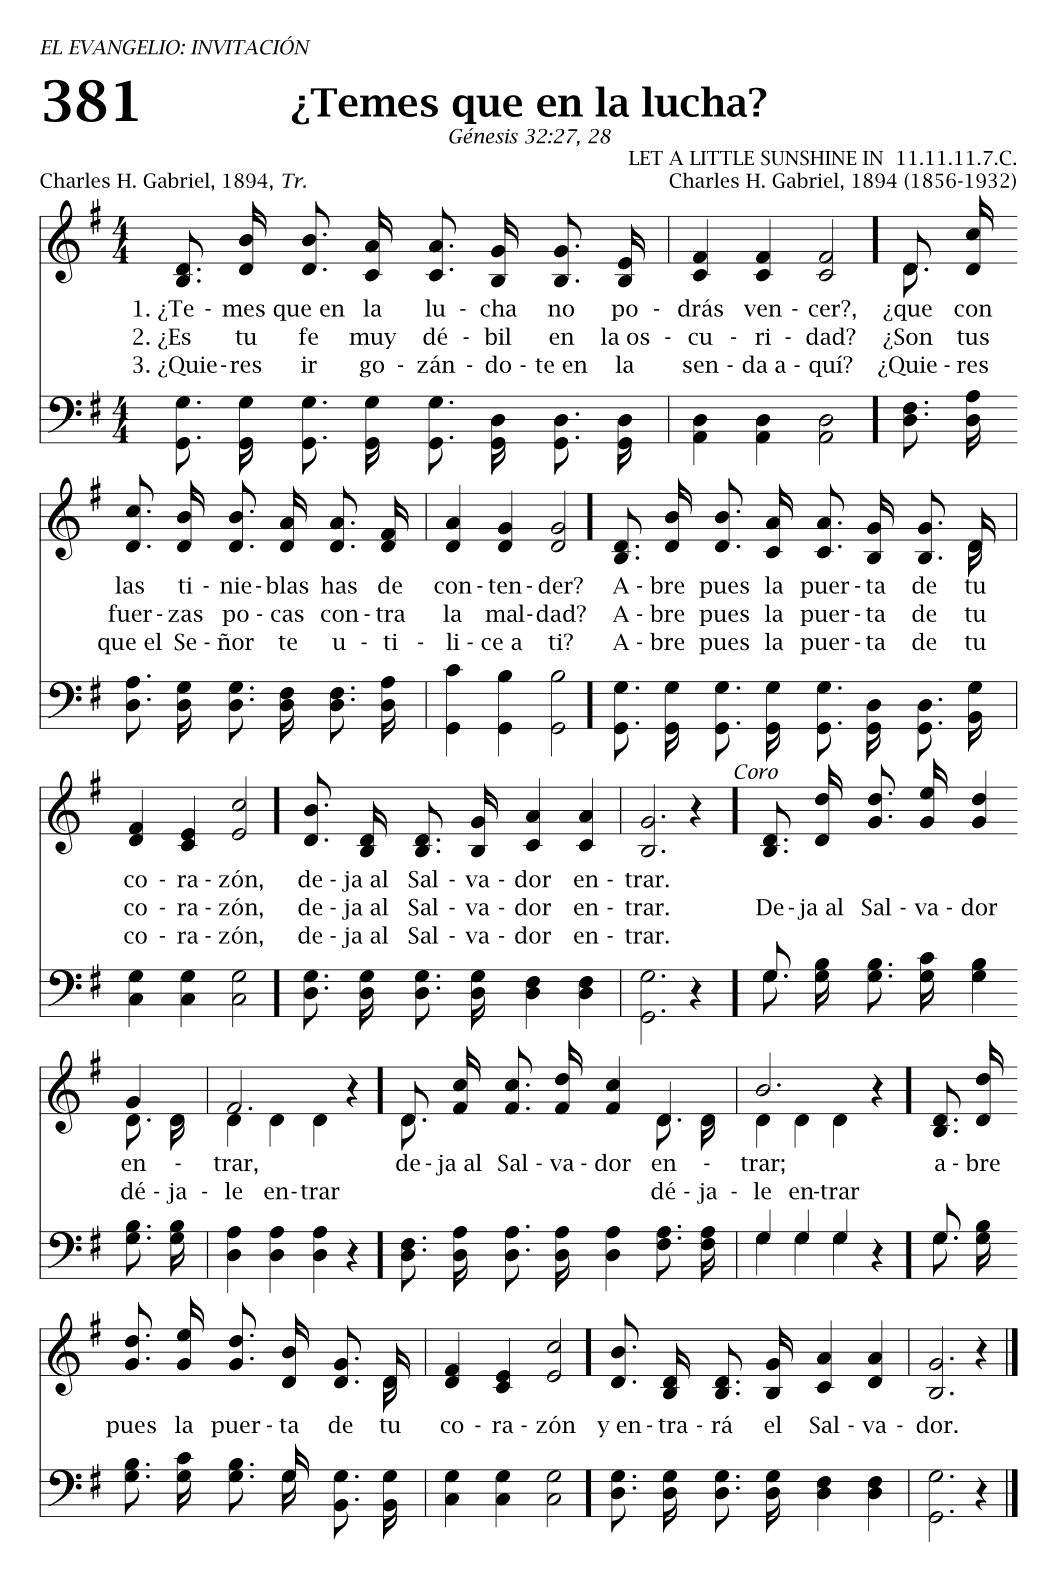 EL EVANGELIO: INVITACIÓN
381
¿Temes que en la lucha?
Génesis 32:27, 28
LET A LITTLE SUNSHINE IN 11.11.11.7.C.
Charles H. Gabriel, 1894, Tr.
Charles H. Gabriel, 1894 (1856-1932)
1. ¿Te - mes que en la lu - cha no po - drás ven - cer?, ¿que con
2. ¿Es tu fe muy dé - bil en la os - cu - ri - dad? ¿Son tus
3. ¿Quie - res ir go - zán - do - te en la sen - da a - quí? ¿Quie - res
las ti - nie - blas has de con - ten - der? A - bre pues la puer - ta de tu
fuer - zas po - cas con - tra la mal - dad? A - bre pues la puer - ta de tu
que el Se - ñor te u - ti - li - ce a ti? A - bre pues la puer - ta de tu
Coro
co - ra - zón, de - ja al Sal - va - dor en - trar.
co - ra - zón, de - ja al Sal - va - dor en - trar. De - ja al Sal - va - dor
co - ra - zón, de - ja al Sal - va - dor en - trar.
en - trar, de - ja al Sal - va - dor en - trar; a - bre
dé - ja - le en - trar dé - ja - le en - trar
pues la puer - ta de tu co - ra - zón y en - tra - rá el Sal - va - dor.